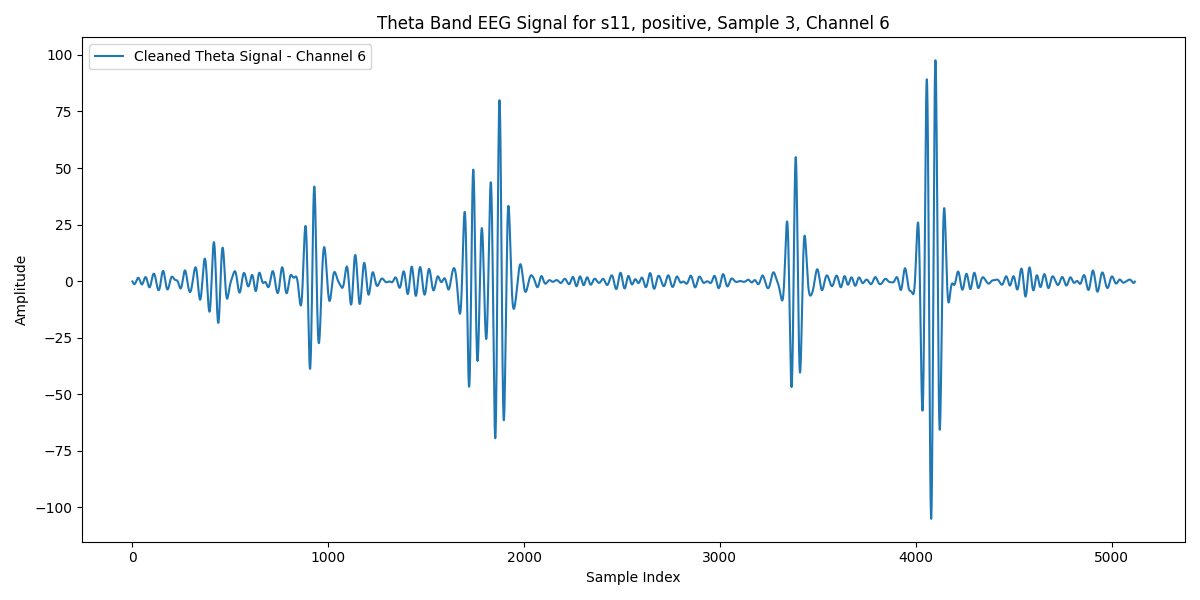 Theta Band EEG Signal for s11, positive, Sample 3, Channel 6
Cleaned Theta Signal - Channel 6
100
75
50
25
0
−25
−50
−75
−100
Amplitude
0 1000 2000 3000 4000 5000
Sample Index